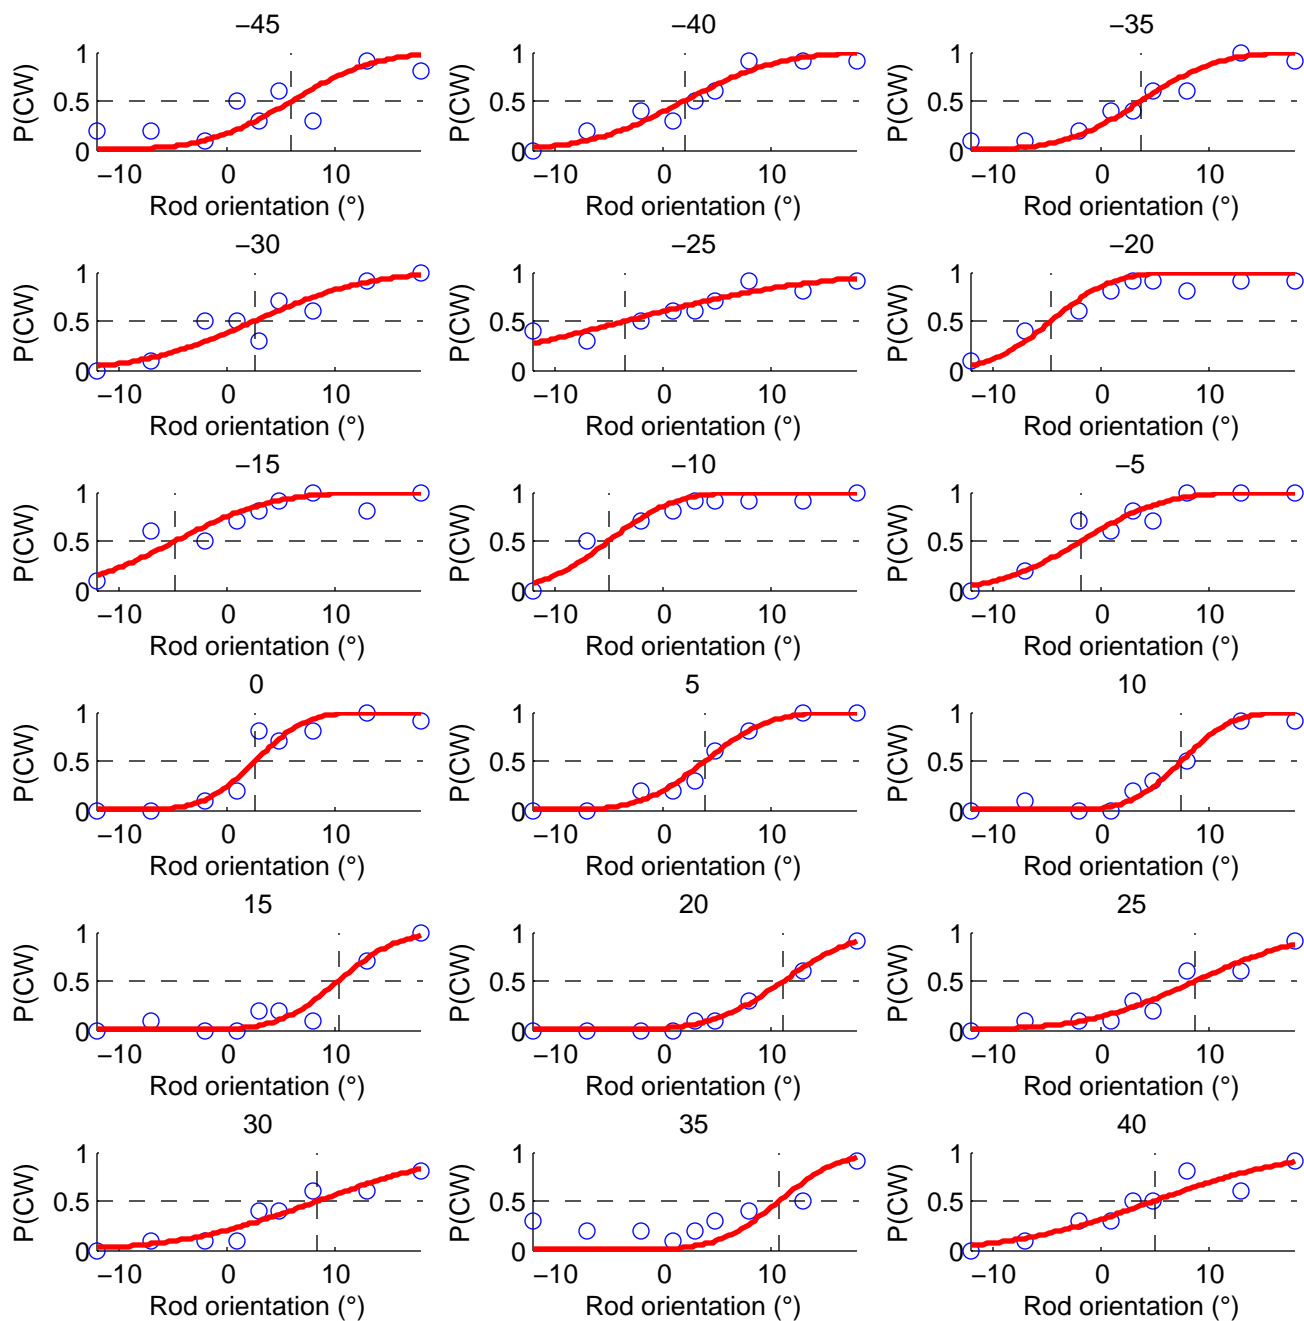 −45 −40 −35
1 1 1
P(CW) 0.5 P(CW) 0.5 P(CW) 0.5
0 0 0
−10 0 10 −10 0 10 −10 0 10
Rod orientation (°) Rod orientation (°) Rod orientation (°)
−30 −25 −20
1 1 1
P(CW) 0.5 P(CW) 0.5 P(CW) 0.5
0 0 0
−10 0 10 −10 0 10 −10 0 10
Rod orientation (°) Rod orientation (°) Rod orientation (°)
−15 −10 −5
1 1 1
P(CW) 0.5 P(CW) 0.5 P(CW) 0.5
0 0 0
−10 0 10 −10 0 10 −10 0 10
Rod orientation (°) Rod orientation (°) Rod orientation (°)
0 5 10
1 1 1
P(CW) 0.5 P(CW) 0.5 P(CW) 0.5
0 0 0
−10 0 10 −10 0 10 −10 0 10
Rod orientation (°) Rod orientation (°) Rod orientation (°)
15 20 25
1 1 1
P(CW) 0.5 P(CW) 0.5 P(CW) 0.5
0 0 0
−10 0 10 −10 0 10 −10 0 10
Rod orientation (°) Rod orientation (°) Rod orientation (°)
30 35 40
1 1 1
P(CW) 0.5 P(CW) 0.5 P(CW) 0.5
0 0 0
−10 0 10 −10 0 10 −10 0 10
Rod orientation (°) Rod orientation (°) Rod orientation (°)